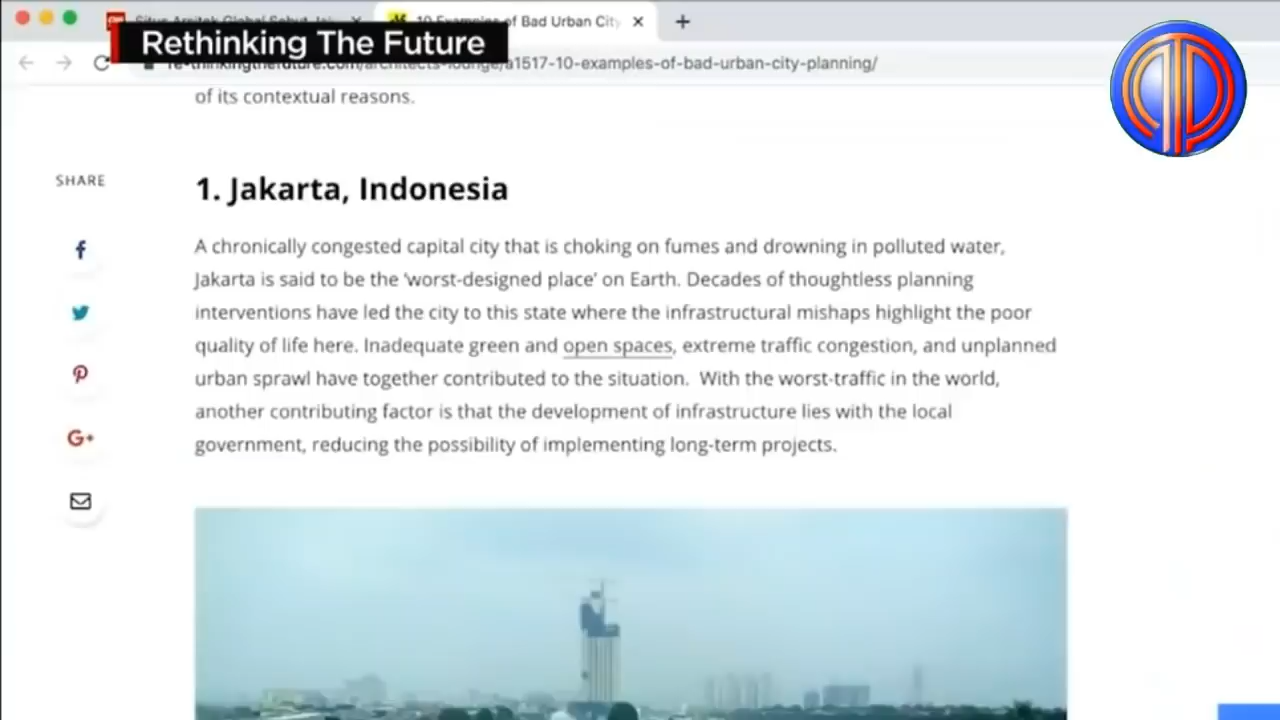 10 Examples of Bad Urban City
Rethinking The Future
re-thinkingthefuture.com/architects-lounge/a1517-10-examples-of-bad-urban-city-planning/
of its contextual reasons.
SHARE
1. Jakarta, Indonesia
A chronically congested capital city that is choking on fumes and drowning in polluted water,
Jakarta is said to be the ‘worst-designed place’ on Earth. Decades of thoughtless planning
interventions have led the city to this state where the infrastructural mishaps highlight the poor
quality of life here. Inadequate green and open spaces, extreme traffic congestion, and unplanned
urban sprawl have together contributed to the situation. With the worst-traffic in the world,
another contributing factor is that the development of infrastructure lies with the local
government, reducing the possibility of implementing long-term projects.